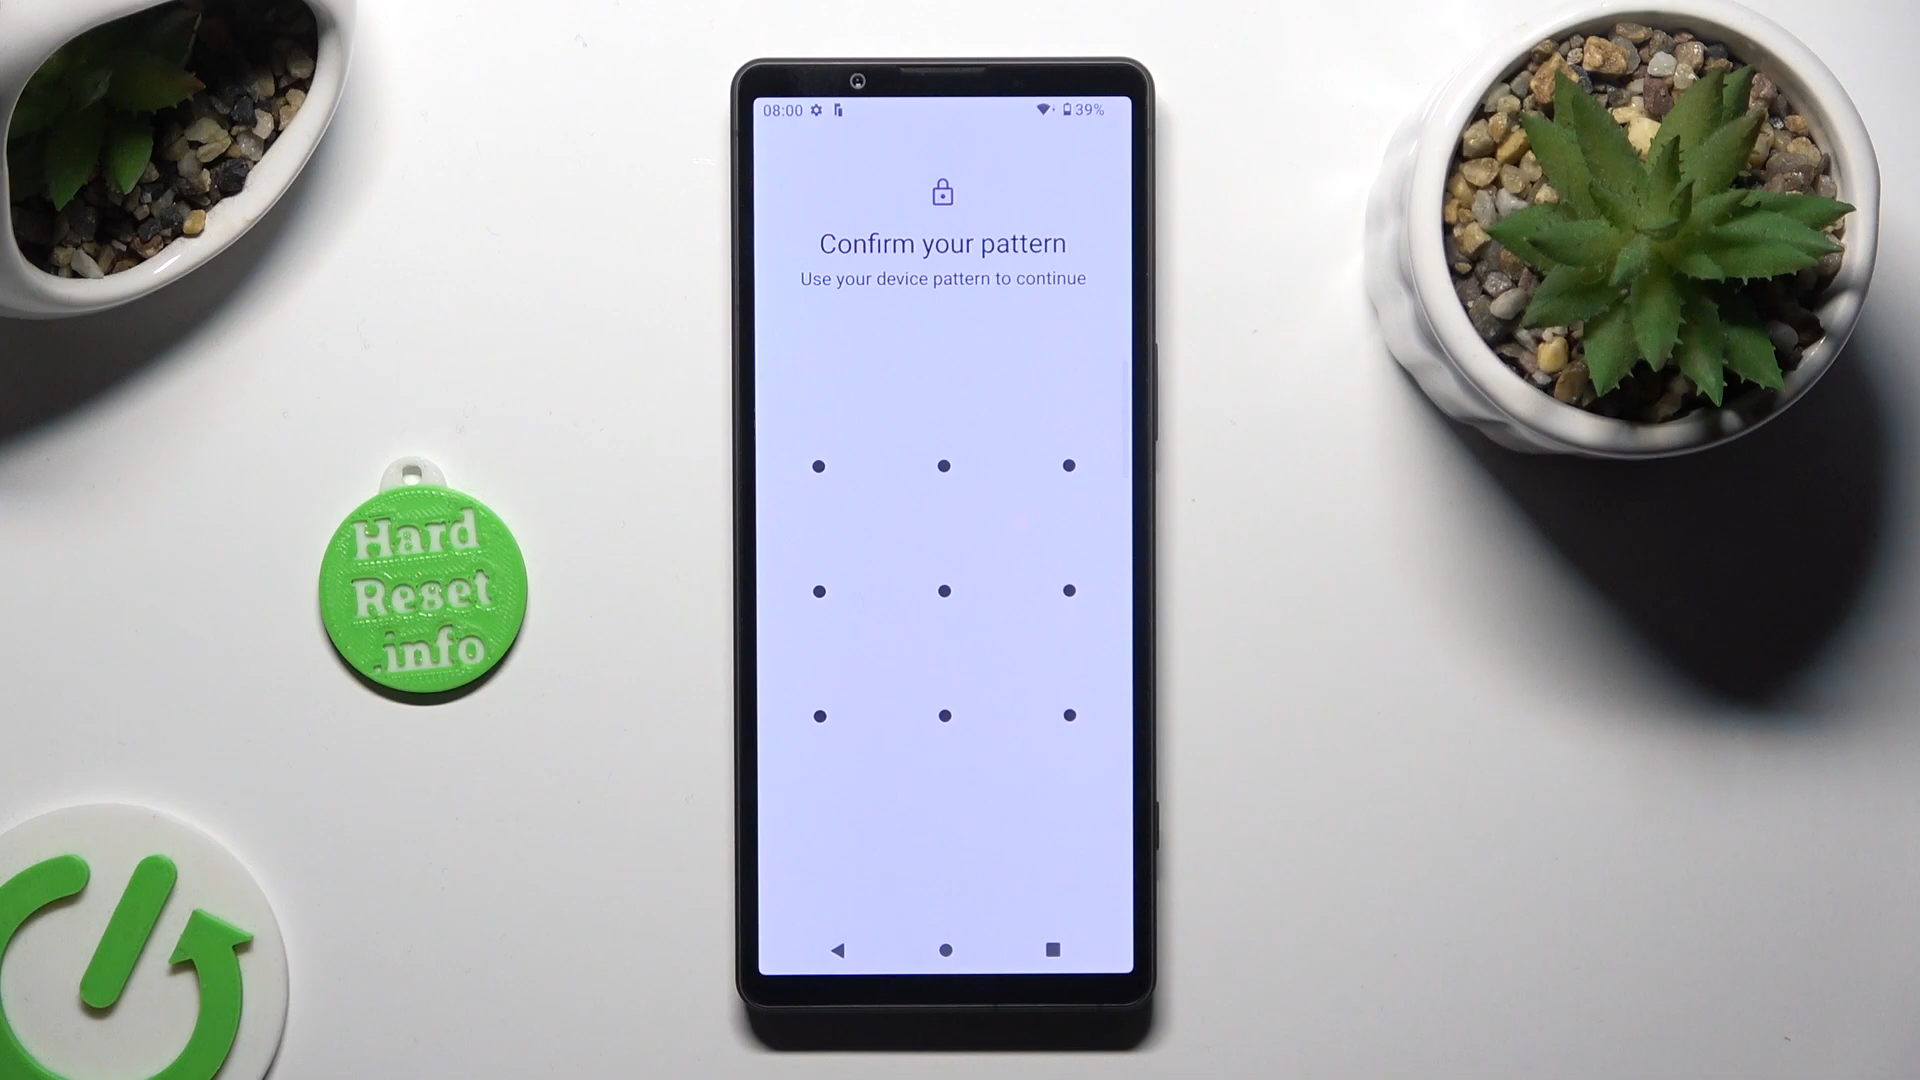 08:00
39%
Confirm your pattern
Use your device pattern to continue
Hard
Reset
.info